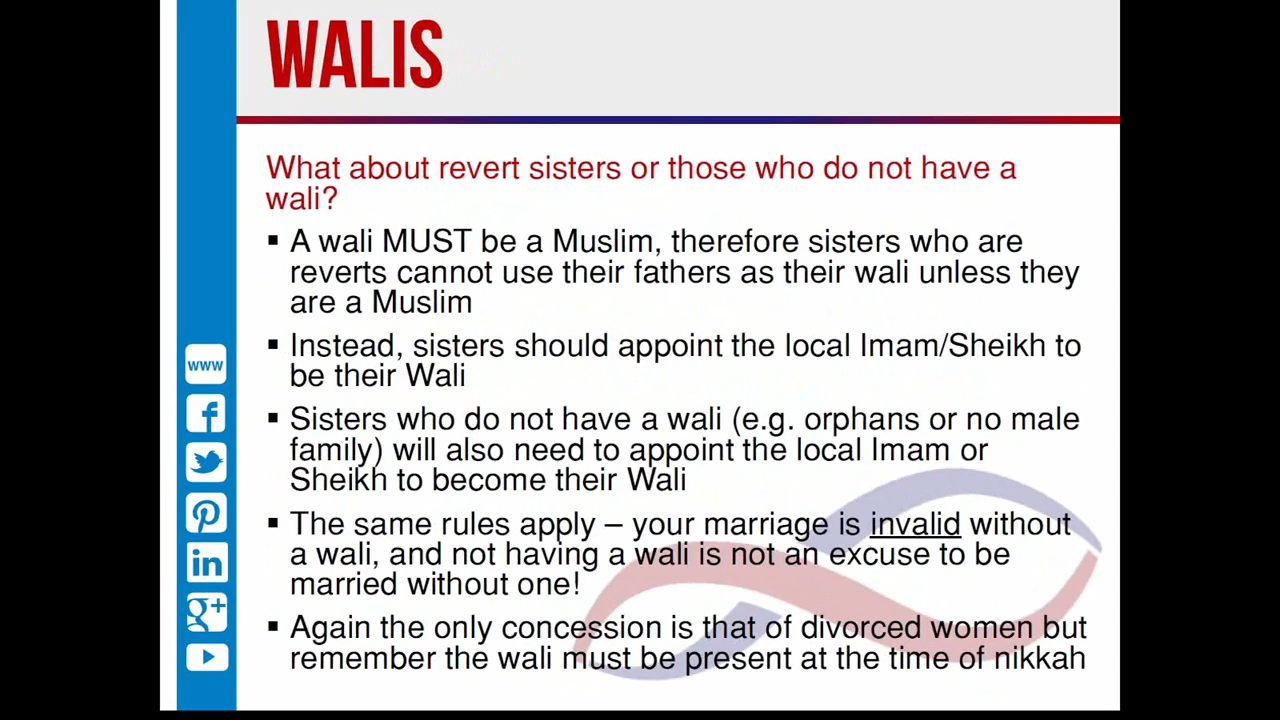 WALIS
What about revert sisters or those who do not have a
wali?
▪ A wali MUST be a Muslim, therefore sisters who are
reverts cannot use their fathers as their wali unless they
are a Muslim
▪ Instead, sisters should appoint the local Imam/Sheikh to
be their Wali
▪ Sisters who do not have a wali (e.g. orphans or no male
family) will also need to appoint the local Imam or
Sheikh to become their Wali
▪ The same rules apply – your marriage is invalid without
a wali, and not having a wali is not an excuse to be
married without one!
▪ Again the only concession is that of divorced women but
remember the wali must be present at the time of nikkah
www
f
in
g+